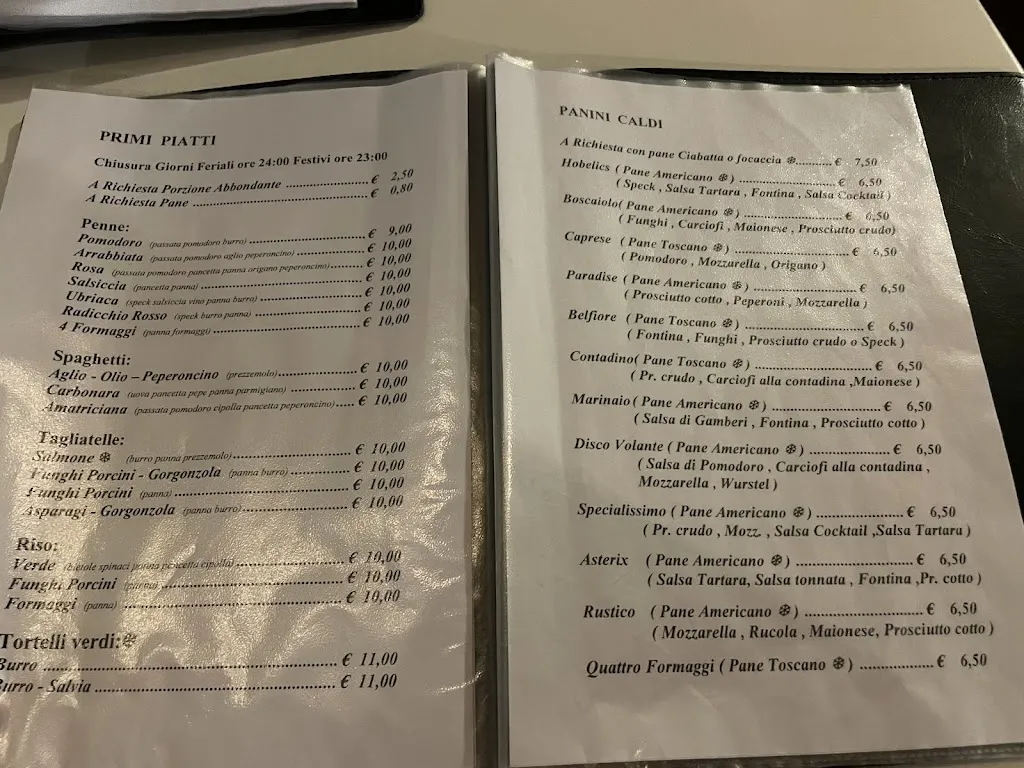 PRIMI PIATTI
Chiusura Giorni Feriali ore 24:00 Festivi ore 23:00
A Richiesta Porzione Abbondante .................... € 2,50
A Richiesta Pane .................... € 0,80
Penne:
Pomodoro (passata pomodoro burro) .................... € 9,00
Arrabbiata (passata pomodoro aglio peperoncino) .................... € 10,00
Rosa (passata pomodoro pancetta panna origano peperoncino) .................... € 10,00
Salsiccia (pancetta panna) .................... € 10,00
Ubriaca (speck salsiccia vino panna burro) .................... € 10,00
Radicchio Rosso (speck burro panna) .................... € 10,00
4 Formaggi (panna formaggi) .................... € 10,00
Spaghetti:
Aglio - Olio – Peperoncino (prezzemolo) .................... € 10,00
Carbonara (uova pancetta pepe panna parmigiano) .................... € 10,00
Amatriciana (passata pomodoro cipolla pancetta peperoncino) ..... € 10,00
Tagliatelle:
Salmone ❄ (burro panna prezzemolo) .................... € 10,00
Funghi Porcini - Gorgonzola (panna burro) .................... € 10,00
Funghi Porcini (panna) .................... € 10,00
Asparagi - Gorgonzola (panna burro) .................... € 10,00
Riso:
Verde (bietole spinaci panna pancetta cipolla) .................... € 10,00
Funghi Porcini (panna) .................... € 10,00
Formaggi (panna) .................... € 10,00
Tortelli verdi:❄
Burro .................... € 11,00
Burro - Salvia .................... € 11,00
PANINI CALDI
A Richiesta con pane Ciabatta o focaccia ❄.......... € 7,50
Hobelics ( Pane Americano ❄ ) .................... € 6,50
( Speck , Salsa Tartara , Fontina , Salsa Cocktail )
Boscaiolo( Pane Americano ❄) .................... € 6,50
( Funghi , Carciofi , Maionese , Prosciutto crudo)
Caprese ( Pane Toscano ❄ ) .................... € 6,50
( Pomodoro , Mozzarella , Origano )
Paradise ( Pane Americano ❄ ) .................... € 6,50
( Prosciutto cotto , Peperoni , Mozzarella )
Belfiore ( Pane Toscano ❄ ) .................... € 6,50
( Fontina , Funghi , Prosciutto crudo o Speck )
Contadino( Pane Toscano ❄ ) .................... € 6.50
( Pr. crudo , Carciofi alla contadina ,Maionese )
Marinaio ( Pane Americano ❄ ) .................... € 6,50
( Salsa di Gamberi , Fontina , Prosciutto cotto )
Disco Volante ( Pane Americano ❄ ) .................... € 6,50
( Salsa di Pomodoro , Carciofi alla contadina ,
Mozzarella , Wurstel )
Specialissimo ( Pane Americano ❄ ) .................... € 6,50
( Pr. crudo , Mozz. , Salsa Cocktail ,Salsa Tartara )
Asterix ( Pane Americano ❄ ) .................... € 6,50
( Salsa Tartara, Salsa tonnata , Fontina ,Pr. cotto )
Rustico ( Pane Americano ❄ ) .................... € 6,50
( Mozzarella , Rucola , Maionese, Prosciutto cotto )
Quattro Formaggi ( Pane Toscano ❄ ) .................... € 6,50